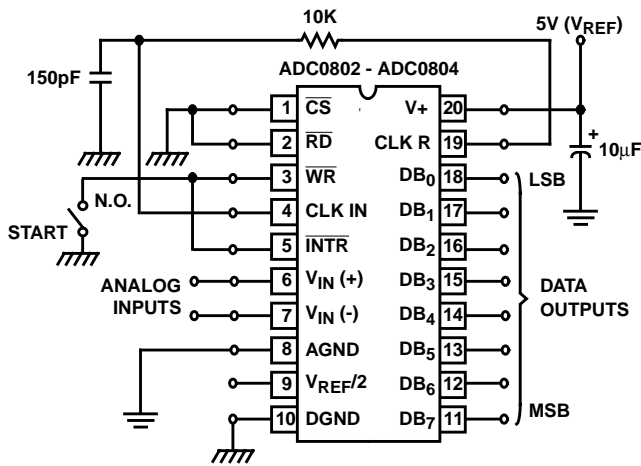 10K
5V (VREF)
150pF
ADC0802 - ADC0804
1 CS V+ 20
2 RD CLK R 19
10µF
+
3 WR DB0 18 LSB
N.O.
4 CLK IN DB1 17
START
5 INTR DB2 16
ANALOG
INPUTS
6 VIN (+) DB3 15
DATA
OUTPUTS
7 VIN (-) DB4 14
8 AGND DB5 13
9 VREF/2 DB6 12
10 DGND DB7 11 MSB